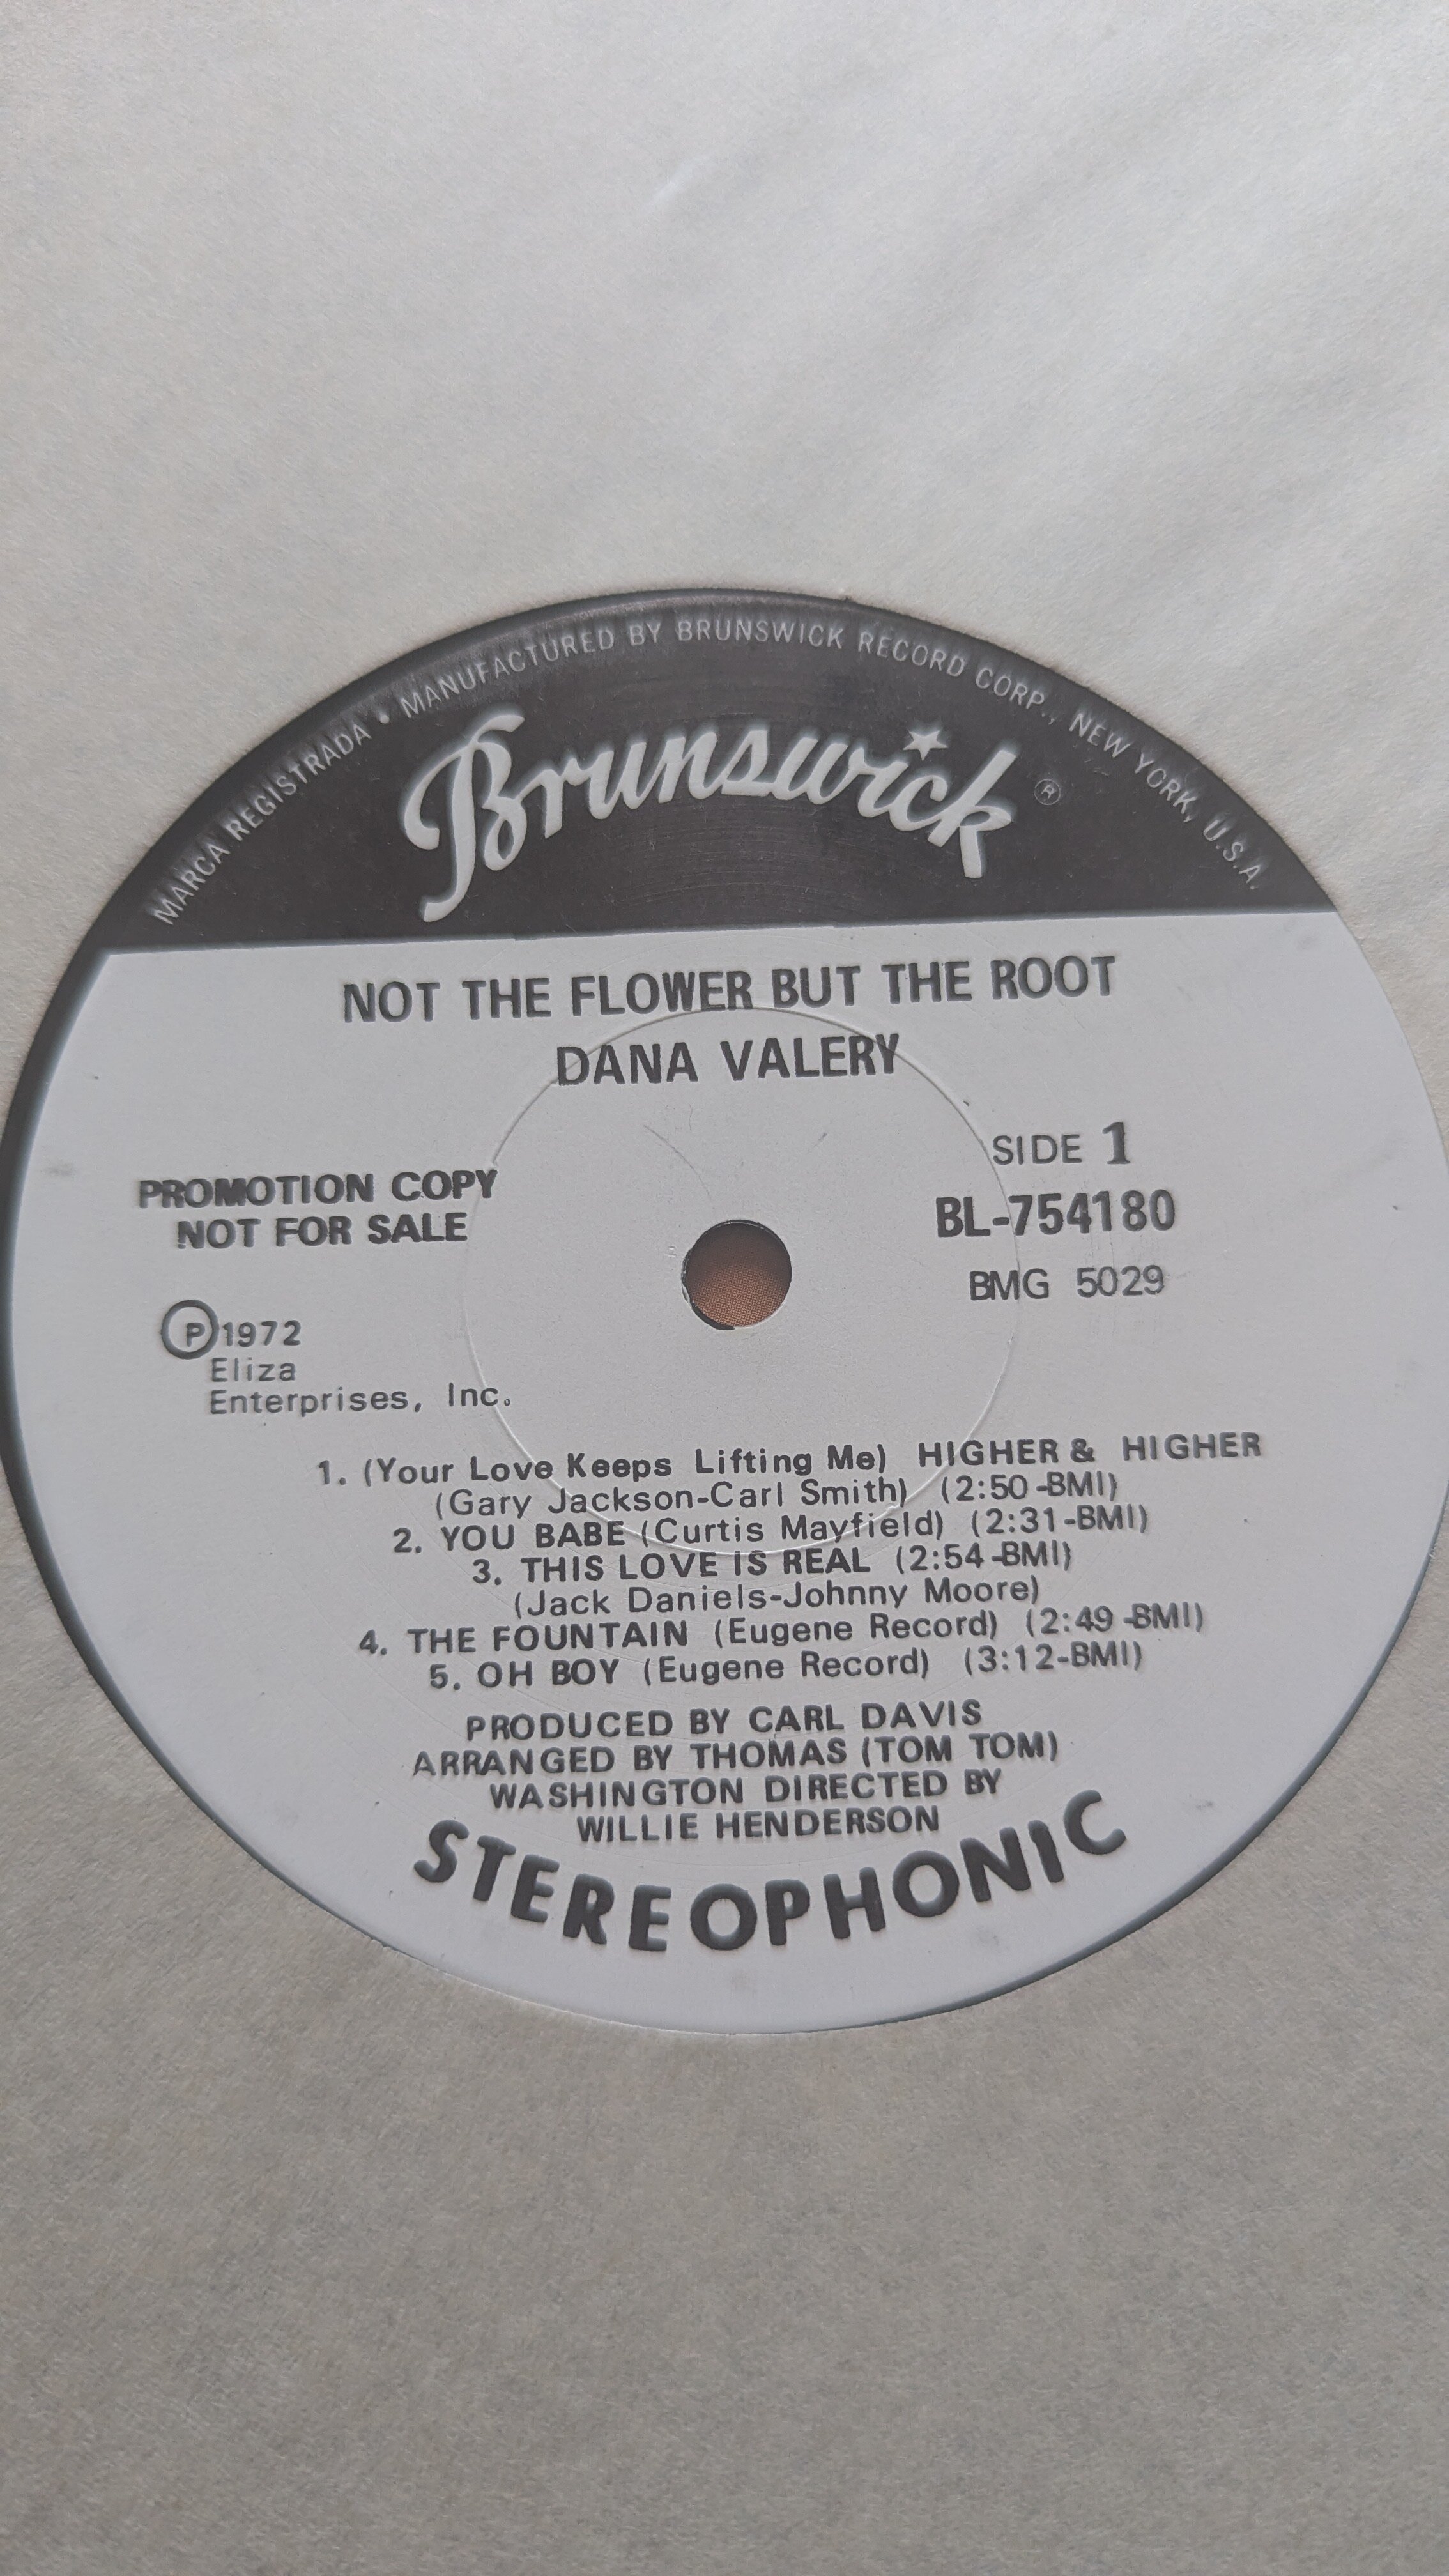 MARCA REGISTRADA • MANUFACTURED BY BRUNSWICK RECORD CORP., NEW YORK, U.S.A.
Brunswick ®
NOT THE FLOWER BUT THE ROOT
DANA VALERY
SIDE 1
PROMOTION COPY
NOT FOR SALE
BL-754180
BMG 5029
Ⓟ1972
Eliza
Enterprises, Inc.
1. (Your Love Keeps Lifting Me) HIGHER & HIGHER
(Gary Jackson-Carl Smith) (2:50-BMI)
2. YOU BABE (Curtis Mayfield) (2:31-BMI)
3. THIS LOVE IS REAL (2:54-BMI)
(Jack Daniels-Johnny Moore)
4. THE FOUNTAIN (Eugene Record) (2:49-BMI)
5. OH BOY (Eugene Record) (3:12-BMI)
PRODUCED BY CARL DAVIS
ARRANGED BY THOMAS (TOM TOM)
WASHINGTON DIRECTED BY
WILLIE HENDERSON
STEREOPHONIC